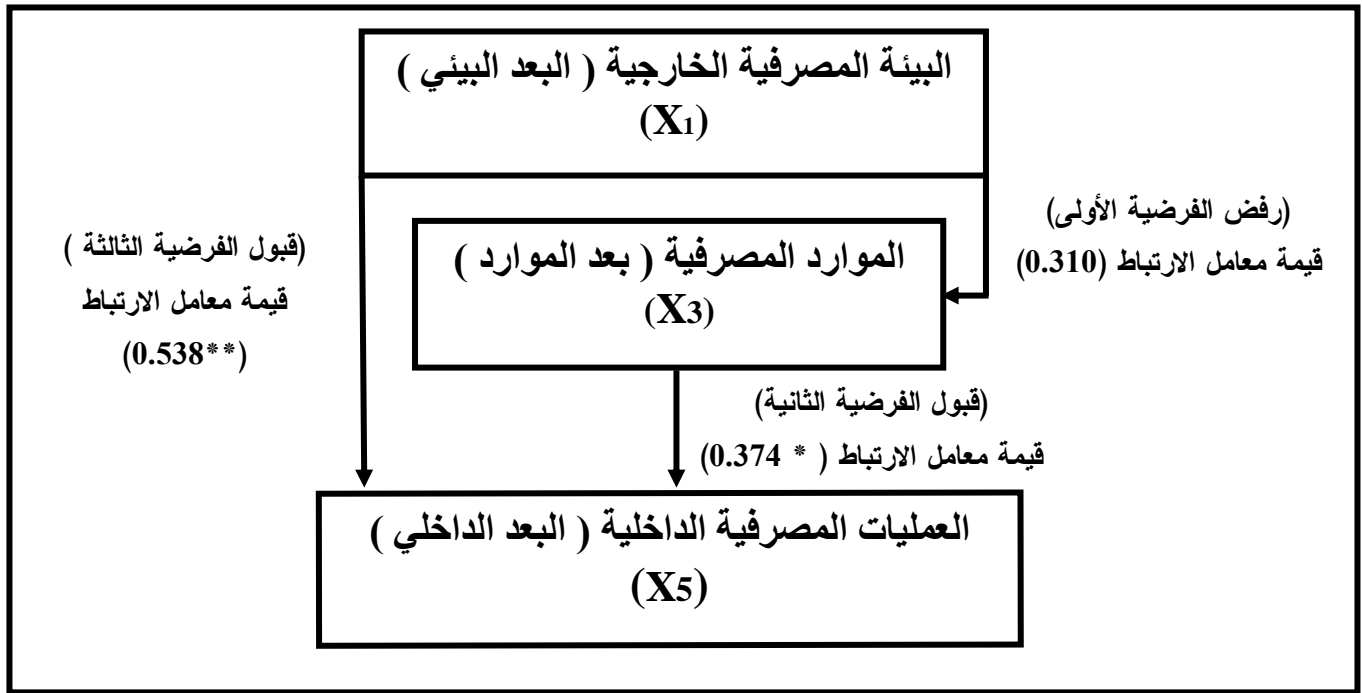 البيئة المصرفية الخارجية ( البعد البيئي )
(X1)
(رفض الفرضية الأولى)
قيمة معامل الارتباط (0.310)
الموارد المصرفية ( بعد الموارد )
(X3)
(قبول الفرضية الثالثة )
قيمة معامل الارتباط
(0.538**)
(قبول الفرضية الثانية)
قيمة معامل الارتباط ( * 0.374)
العمليات المصرفية الداخلية ( البعد الداخلي )
(X5)